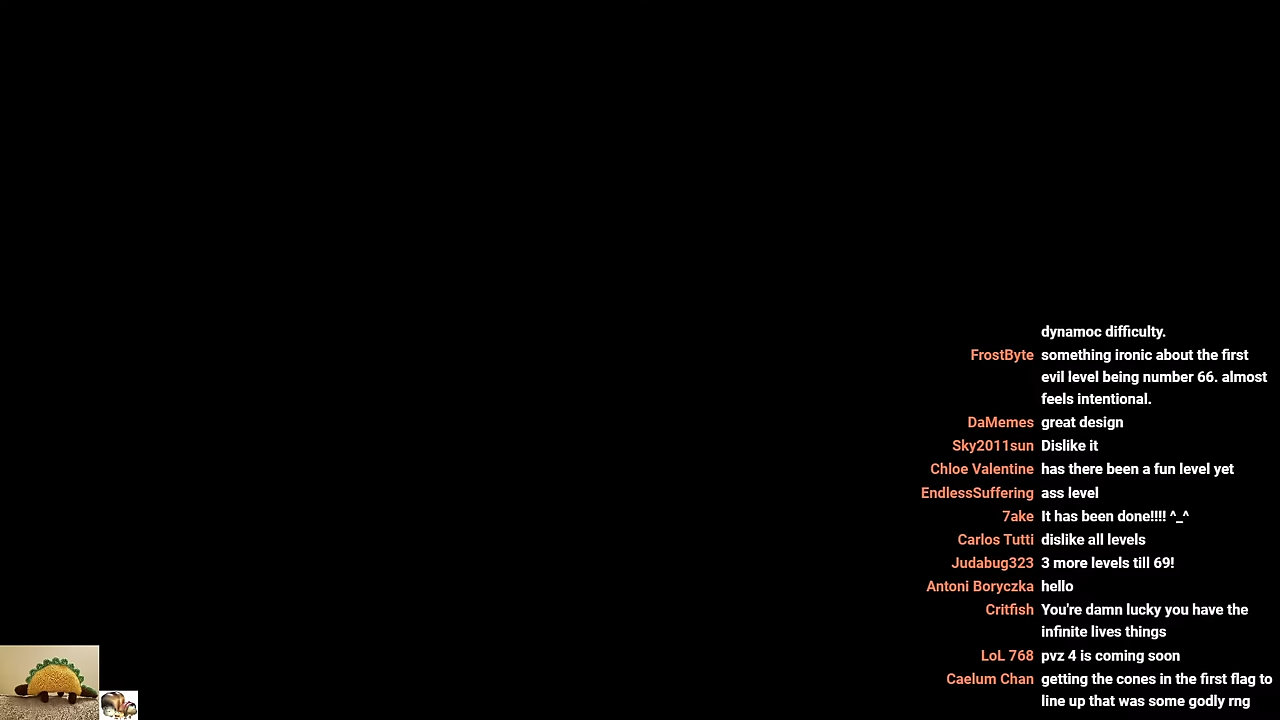 dynamoc difficulty.
FrostByte something ironic about the first
evil level being number 66. almost
feels intentional.
DaMemes great design
Sky2011sun Dislike it
Chloe Valentine has there been a fun level yet
EndlessSuffering ass level
7ake It has been done!!!! ^_^
Carlos Tutti dislike all levels
Judabug323 3 more levels till 69!
Antoni Boryczka hello
Critfish You're damn lucky you have the
infinite lives things
LoL 768 pvz 4 is coming soon
Caelum Chan getting the cones in the first flag to
line up that was some godly rng